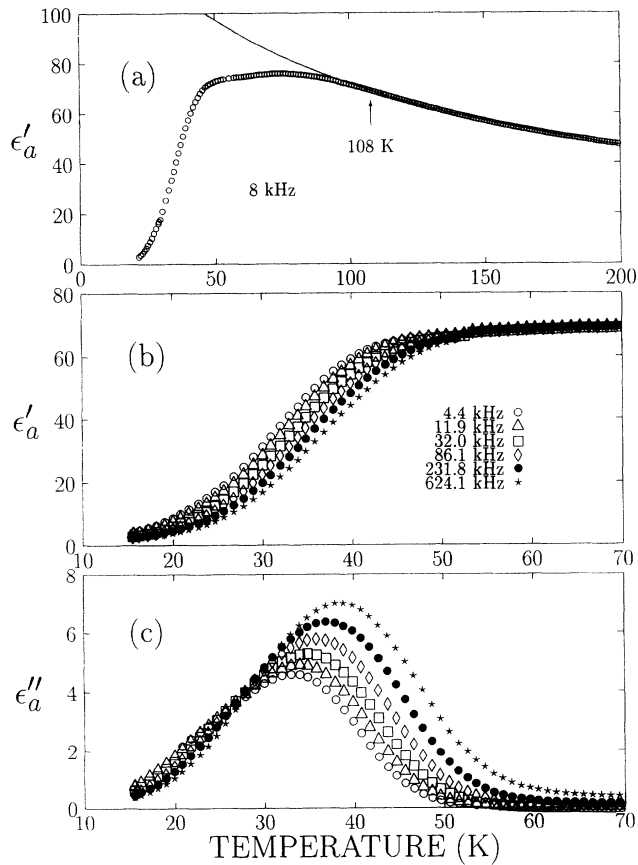 100
80
60
40
20
0
ϵ′a
(a)
108 K
8 kHz
0 50 100 150 200
80
60
40
20
0
ϵ′a
(b)
4.4 kHz ○
11.9 kHz △
32.0 kHz □
86.1 kHz ◇
231.8 kHz ●
624.1 kHz ★
10 20 30 40 50 60 70
8
6
4
2
0
ϵ″a
(c)
10 20 30 40 50 60 70
TEMPERATURE (K)